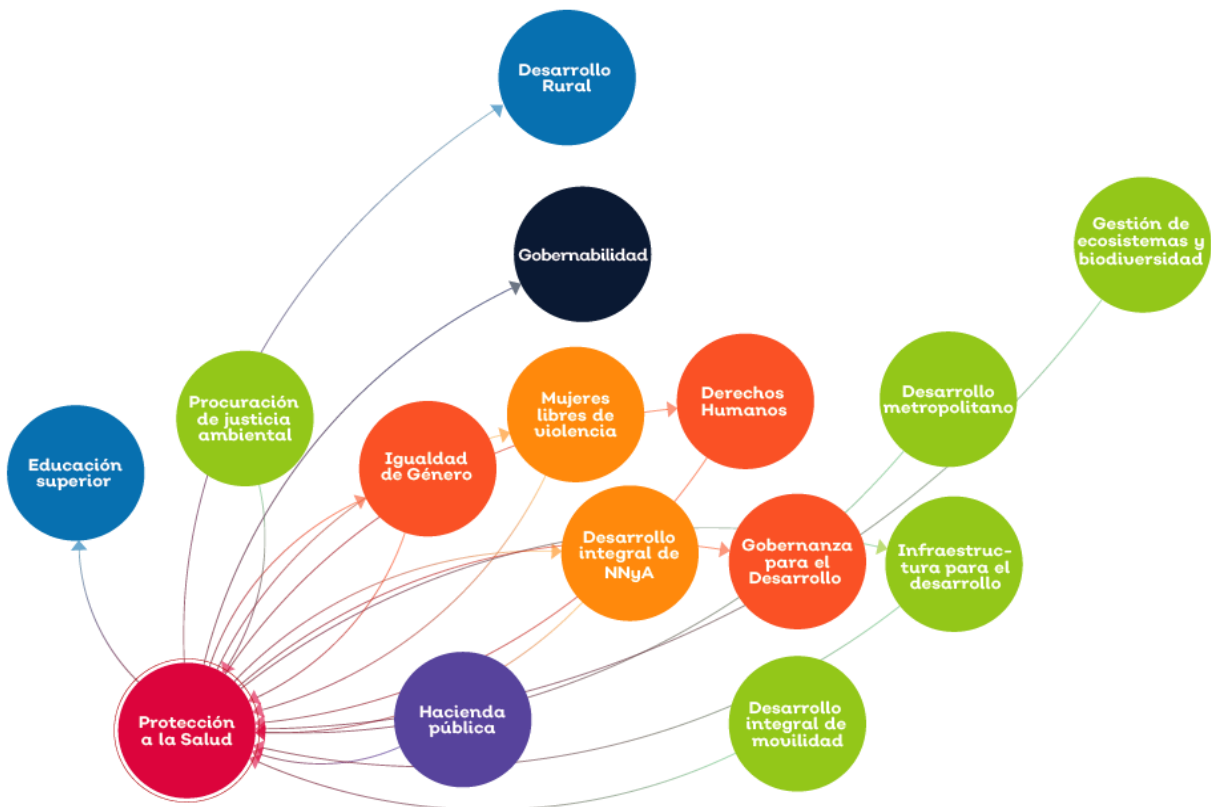 Desarrollo
Rural
Gestión de
ecosistemas y
biodiversidad
Gobernabilidad
Procuración
de justicia
ambiental
Mujeres
libres de
violencia
Derechos
Humanos
Desarrollo
metropolitano
Educación
superior
Igualdad
de Género
Desarrollo
integral de
NNyA
Gobernanza
para el
Desarrollo
Infraestruc-
tura para el
desarrollo
Protección
a la Salud
Hacienda
pública
Desarrollo
integral de
movilidad